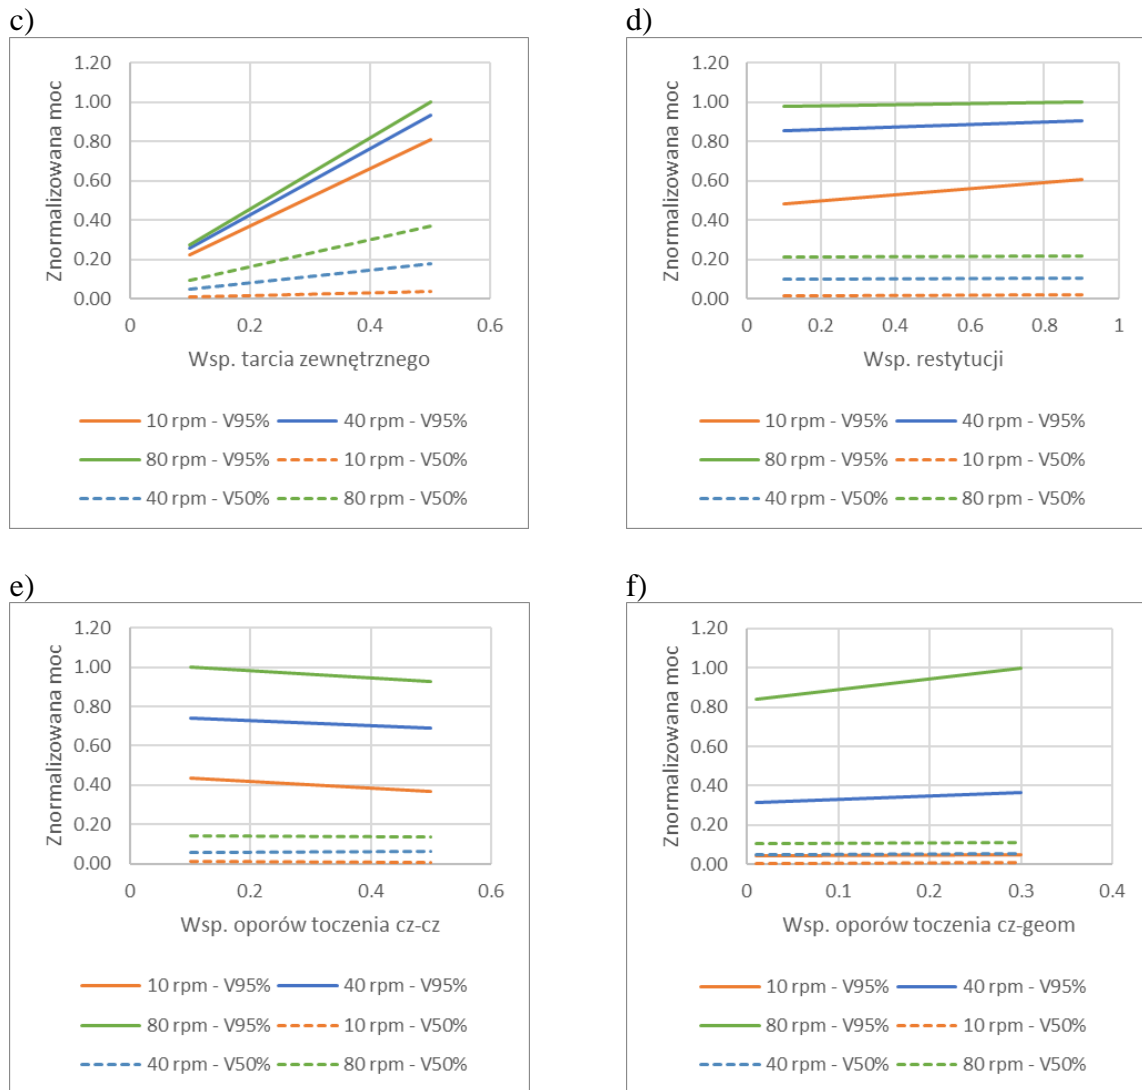 c)
Znormalizowana moc
1.20
1.00
0.80
0.60
0.40
0.20
0.00
0 0.2 0.4 0.6
Wsp. tarcia zewnętrznego
10 rpm - V95% 40 rpm - V95%
80 rpm - V95% 10 rpm - V50%
40 rpm - V50% 80 rpm - V50%
d)
Znormalizowana moc
1.20
1.00
0.80
0.60
0.40
0.20
0.00
0 0.2 0.4 0.6 0.8 1
Wsp. restytucji
10 rpm - V95% 40 rpm - V95%
80 rpm - V95% 10 rpm - V50%
40 rpm - V50% 80 rpm - V50%
e)
Znormalizowana moc
1.20
1.00
0.80
0.60
0.40
0.20
0.00
0 0.2 0.4 0.6
Wsp. oporów toczenia cz-cz
10 rpm - V95% 40 rpm - V95%
80 rpm - V95% 10 rpm - V50%
40 rpm - V50% 80 rpm - V50%
f)
Znormalizowana moc
1.20
1.00
0.80
0.60
0.40
0.20
0.00
0 0.1 0.2 0.3 0.4
Wsp. oporów toczenia cz-geom
10 rpm - V95% 40 rpm - V95%
80 rpm - V95% 10 rpm - V50%
40 rpm - V50% 80 rpm - V50%